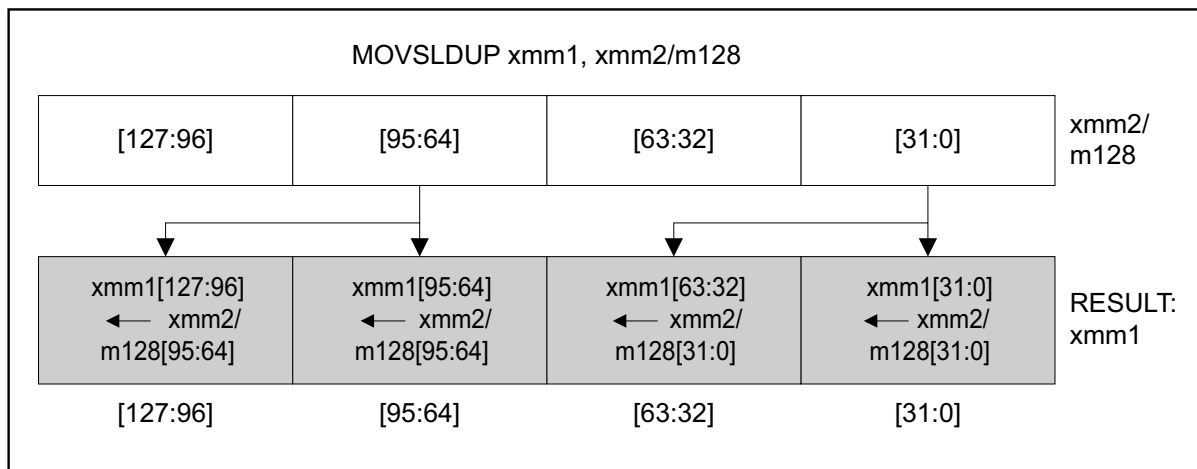 MOVSLDUP xmm1, xmm2/m128
[127:96] [95:64] [63:32] [31:0]
xmm2/
m128
xmm1[127:96] xmm1[95:64] xmm1[63:32] xmm1[31:0]
← xmm2/ ← xmm2/ ← xmm2/ ← xmm2/
m128[95:64] m128[95:64] m128[31:0] m128[31:0]
RESULT:
xmm1
[127:96] [95:64] [63:32] [31:0]